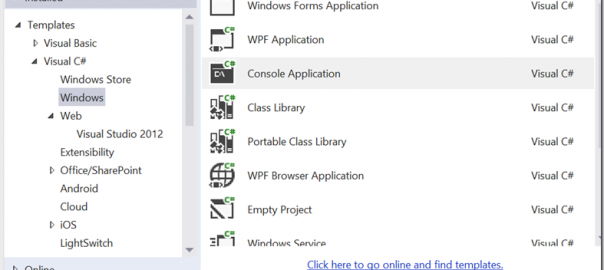 Installed
Templates
Visual Basic
Visual C#
Windows Store
Windows
Web
Visual Studio 2012
Extensibility
Office/SharePoint
Android
Cloud
iOS
LightSwitch
Online
Windows Forms Application Visual C#
C# WPF Application Visual C#
C# Console Application Visual C#
C# Class Library Visual C#
C# Portable Class Library Visual C#
C# WPF Browser Application Visual C#
C# Empty Project Visual C#
C# Windows Service Visual C#
Click here to go online and find templates.